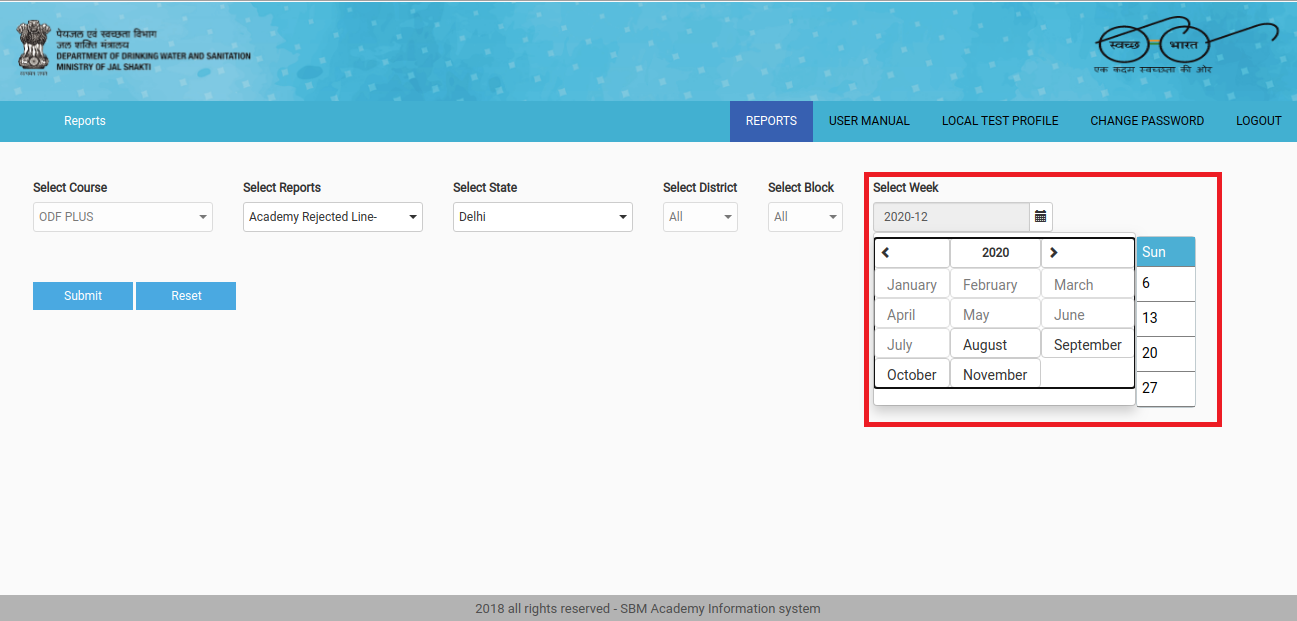 पेयजल एवं स्वच्छता विभाग
जल शक्ति मंत्रालय
DEPARTMENT OF DRINKING WATER AND SANITATION
MINISTRY OF JAL SHAKTI
स्वच्छ भारत
एक कदम स्वच्छता की ओर
Reports REPORTS USER MANUAL LOCAL TEST PROFILE CHANGE PASSWORD LOGOUT
Select Course Select Reports Select State Select District Select Block Select Week
ODF PLUS Academy Rejected Line- Delhi All All 2020-12
2020 Sun
January February March 6
April May June 13
July August September 20
October November 27
Submit Reset
2018 all rights reserved - SBM Academy Information system